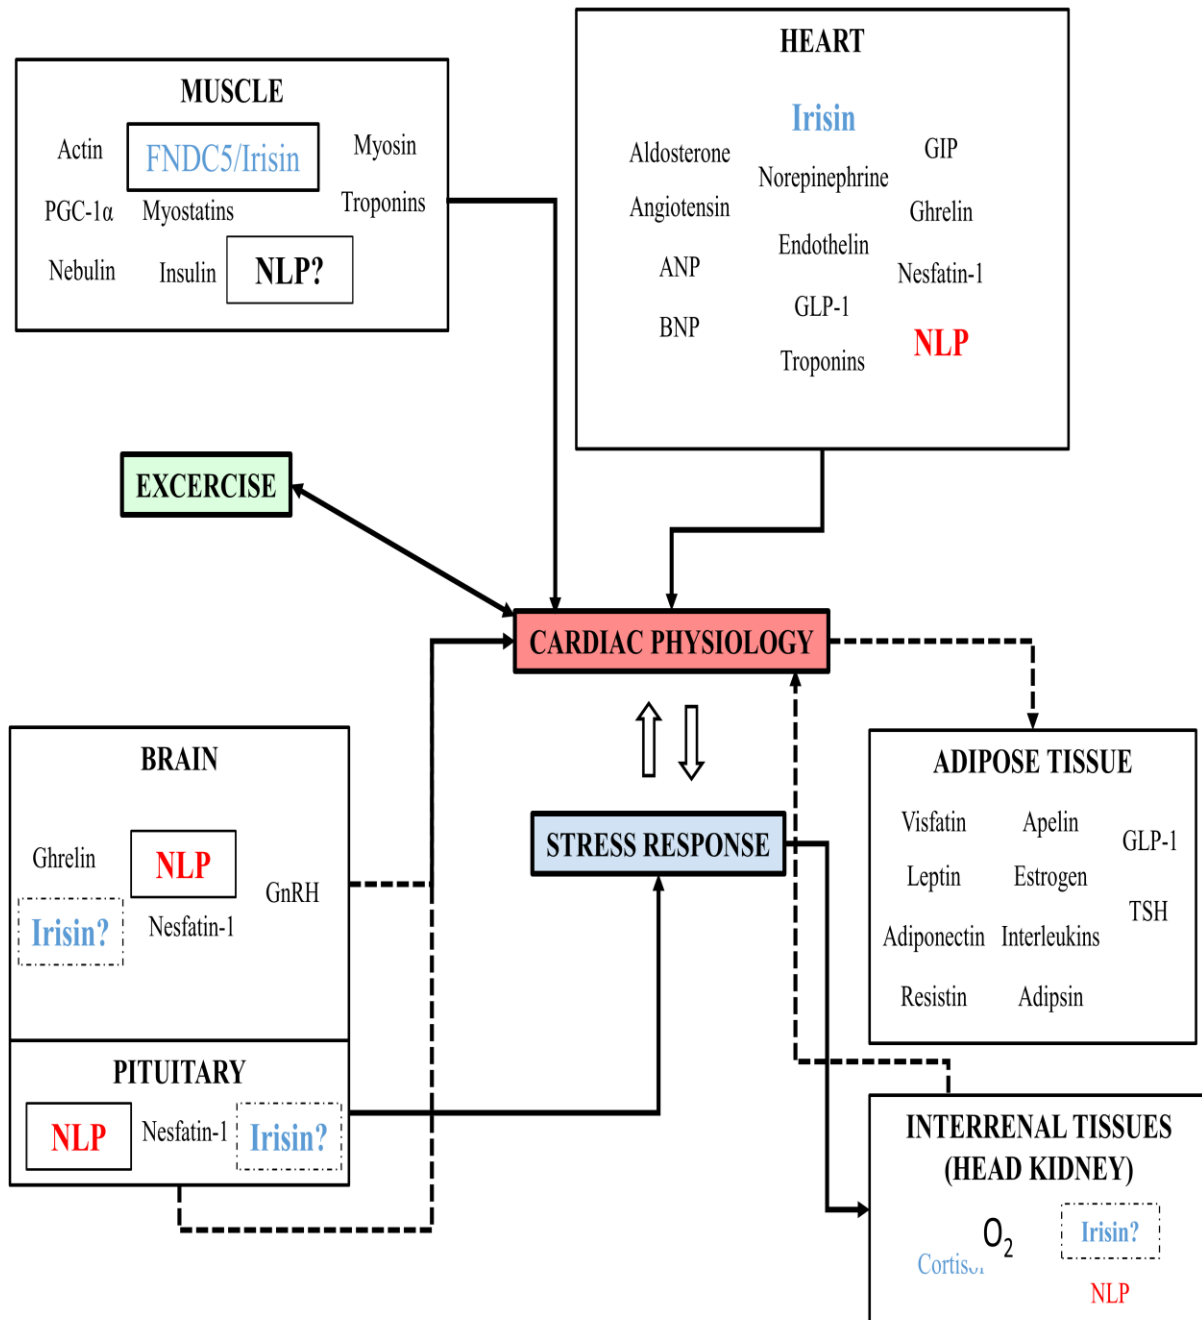 HEART
Irisin
Aldosterone
Norepinephrine
GIP
Angiotensin
Endothelin
Ghrelin
ANP
GLP-1
Nesfatin-1
BNP
Troponins
NLP
MUSCLE
Actin
FNDC5/Irisin
Myosin
PGC-1α
Myostatins
Troponins
Nebulin
Insulin
NLP?
EXCERCISE
CARDIAC PHYSIOLOGY
STRESS RESPONSE
BRAIN
Ghrelin
NLP
GnRH
Irisin?
Nesfatin-1
PITUITARY
NLP
Nesfatin-1
Irisin?
ADIPOSE TISSUE
Visfatin
Apelin
GLP-1
Leptin
Estrogen
TSH
Adiponectin
Interleukins
Resistin
Adipsin
INTERRENAL TISSUES
(HEAD KIDNEY)
O₂
Irisin?
NLP